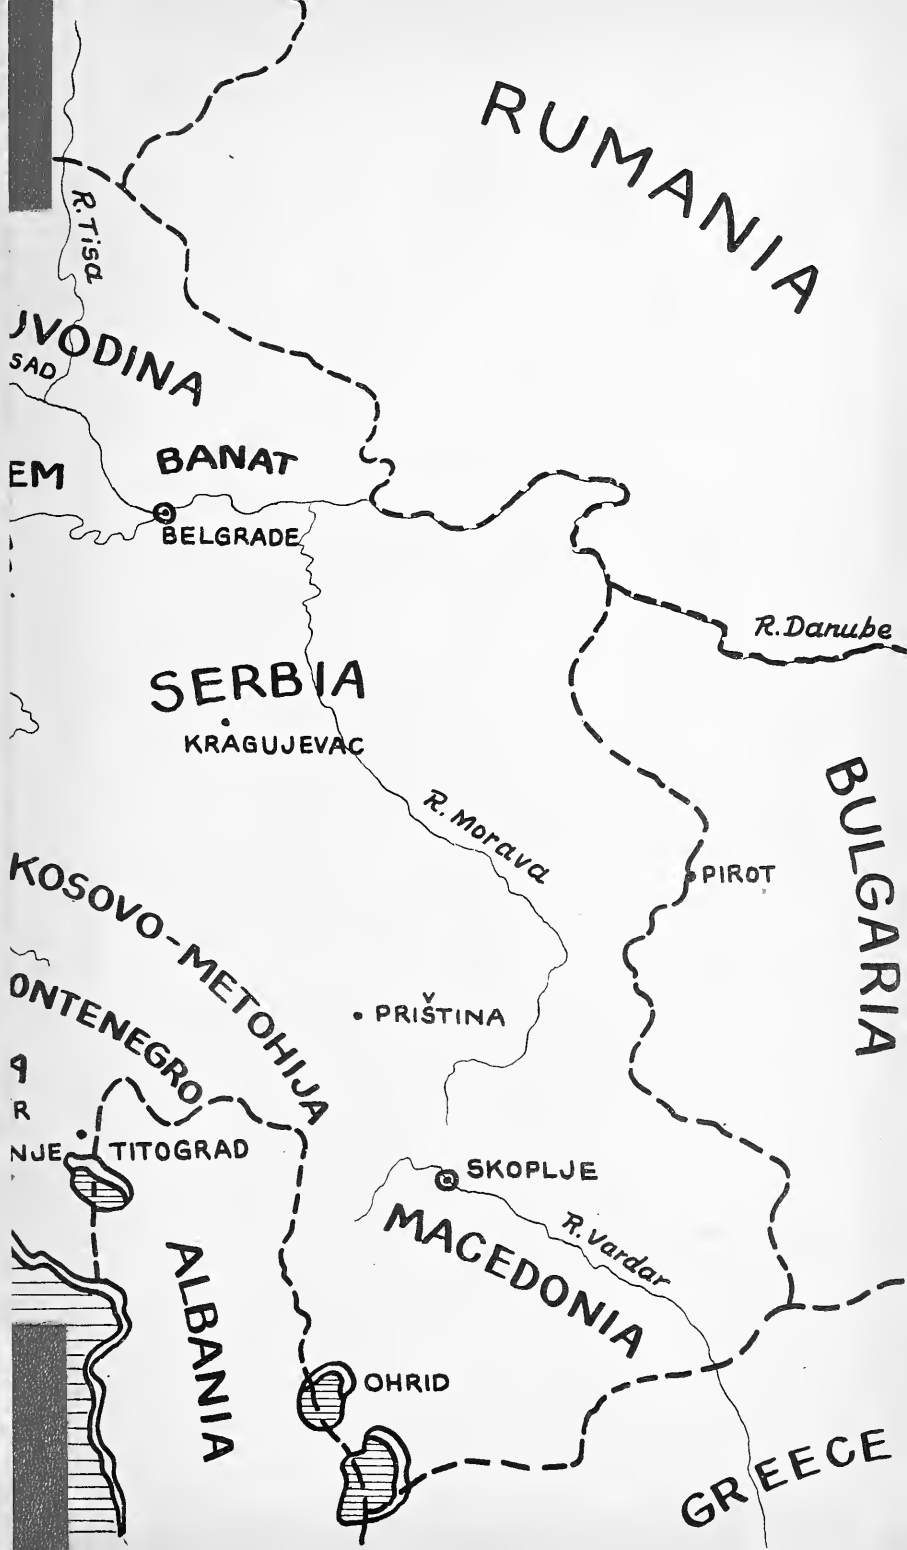 RUMANIA
R. Tisa
JVODINA
SAD
BANAT
EM
BELGRADE
R. Danube
SERBIA
KRAGUJEVAC
R. Morava
BULGARIA
PIROT
KOSOVO-METOHIJA
ONTENEGRO
PRIŠTINA
R
NJE
TITOGRAD
SKOPLJE
R. Vardar
MACEDONIA
ALBANIA
OHRID
GREECE